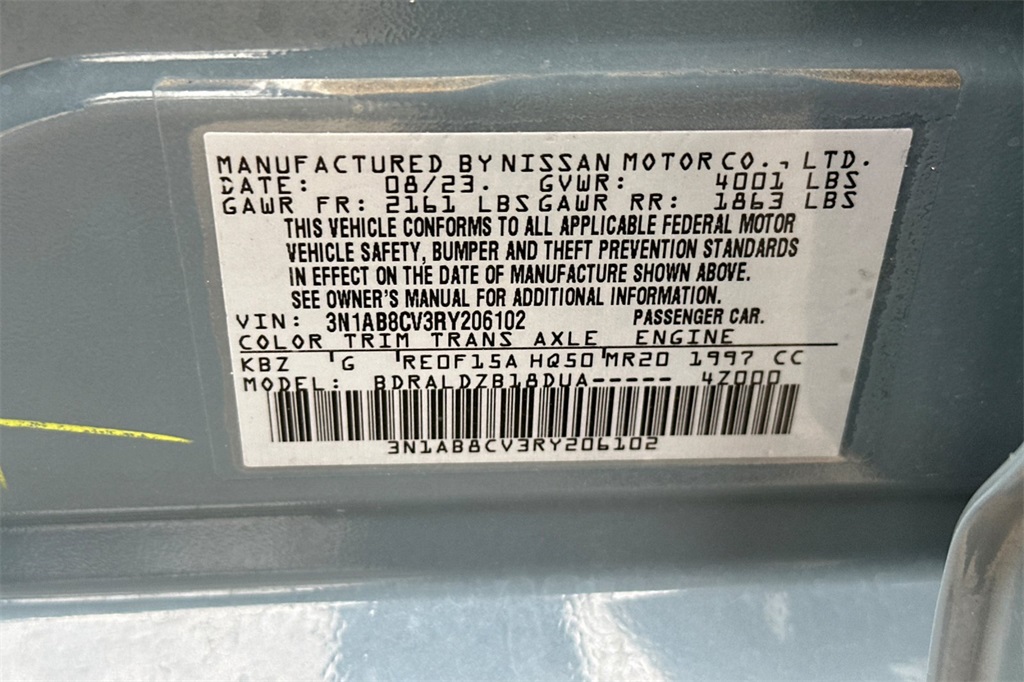 MANUFACTURED BY NISSAN MOTOR CO., LTD.
DATE: 08/23. GVWR: 4001 LBS
GAWR FR: 2161 LBS GAWR RR: 1863 LBS
THIS VEHICLE CONFORMS TO ALL APPLICABLE FEDERAL MOTOR
VEHICLE SAFETY, BUMPER AND THEFT PREVENTION STANDARDS
IN EFFECT ON THE DATE OF MANUFACTURE SHOWN ABOVE.
SEE OWNER'S MANUAL FOR ADDITIONAL INFORMATION.
VIN: 3N1AB8CV3RY206102 PASSENGER CAR.
COLOR TRIM TRANS AXLE ENGINE
KBZ G RE0F15A HQ50 MR20 1997 CC
MODEL: BDRALDZB18DUA----- 4Z000
3N1AB8CV3RY206102